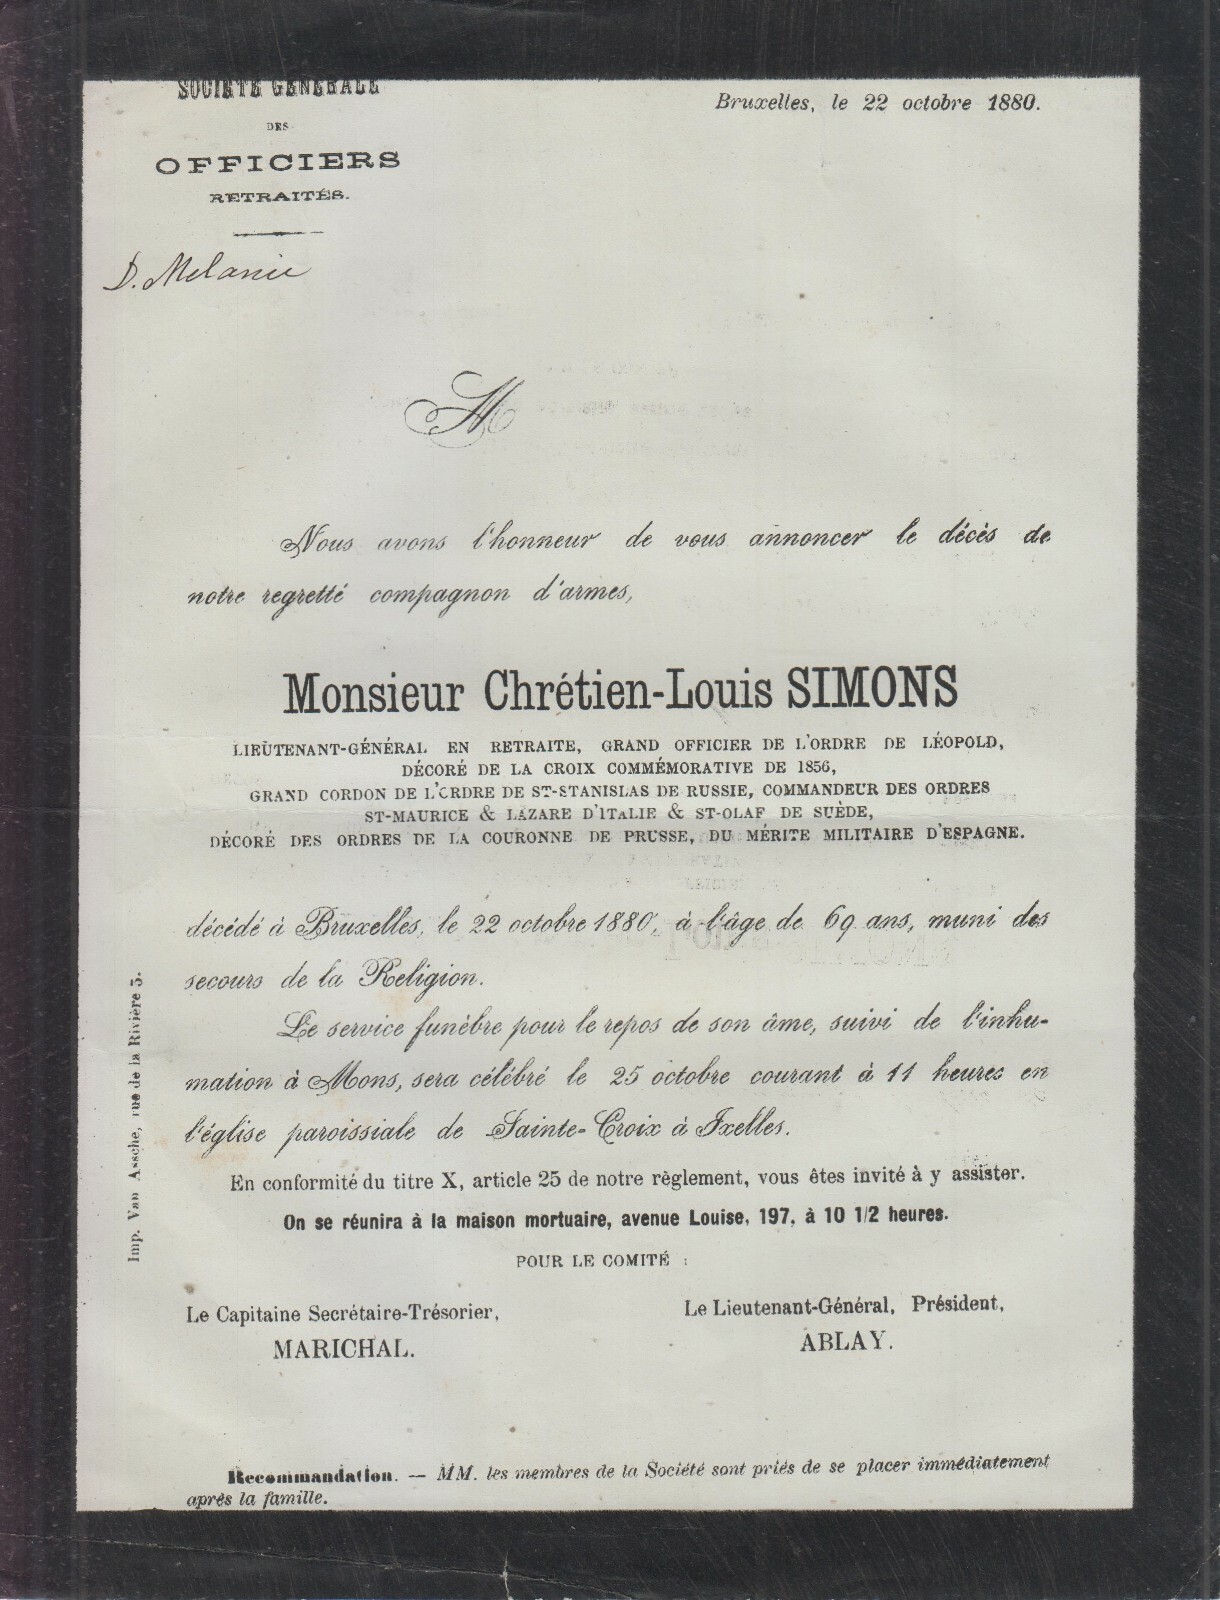 SOCIÉTÉ GÉNÉRALE
DES
OFFICIERS
RETRAITÉS.
Bruxelles, le 22 octobre 1880.
D. Melanie
M
Nous avons l'honneur de vous annoncer le décès de
notre regretté compagnon d'armes,
Monsieur Chrétien-Louis SIMONS
LIEUTENANT-GÉNÉRAL EN RETRAITE, GRAND OFFICIER DE L'ORDRE DE LÉOPOLD,
DÉCORÉ DE LA CROIX COMMÉMORATIVE DE 1856,
GRAND CORDON DE L'ORDRE DE ST-STANISLAS DE RUSSIE, COMMANDEUR DES ORDRES
ST-MAURICE & LAZARE D'ITALIE & ST-OLAF DE SUÈDE,
DÉCORÉ DES ORDRES DE LA COURONNE DE PRUSSE, DU MÉRITE MILITAIRE D'ESPAGNE.
décédé à Bruxelles, le 22 octobre 1880, à l'âge de 69 ans, muni des
secours de la Religion.
Le service funèbre pour le repos de son âme, suivi de l'inhu-
mation à Mons, sera célébré le 25 octobre courant à 11 heures en
l'église paroissiale de Sainte-Croix à Ixelles.
En conformité du titre X, article 25 de notre règlement, vous êtes invité à y assister.
On se réunira à la maison mortuaire, avenue Louise, 197, à 10 1/2 heures.
POUR LE COMITÉ :
Le Capitaine Secrétaire-Trésorier,
MARICHAL.
Le Lieutenant-Général, Président,
ABLAY.
Recommandation. — MM. les membres de la Société sont priés de se placer immédiatement
après la famille.
Imp. Van Assche, rue de la Rivière 5.